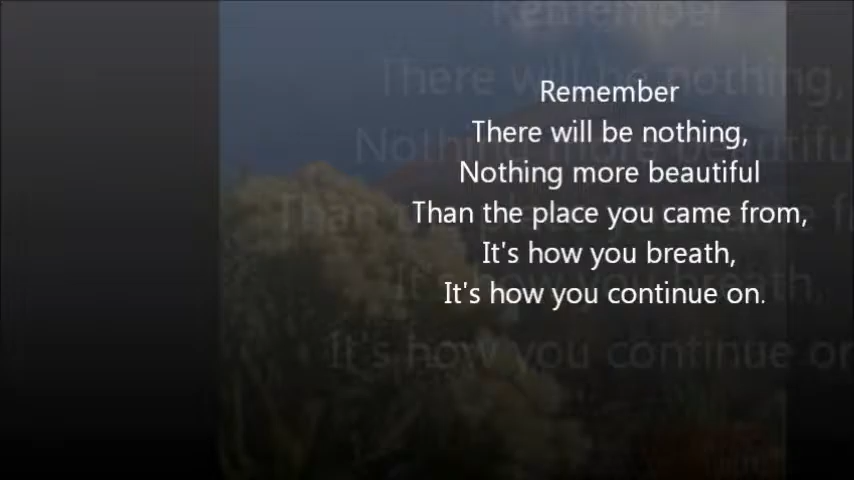 Remember
There will be nothing,
Nothing more beautiful
Than the place you came from,
It's how you breath,
It's how you continue on.